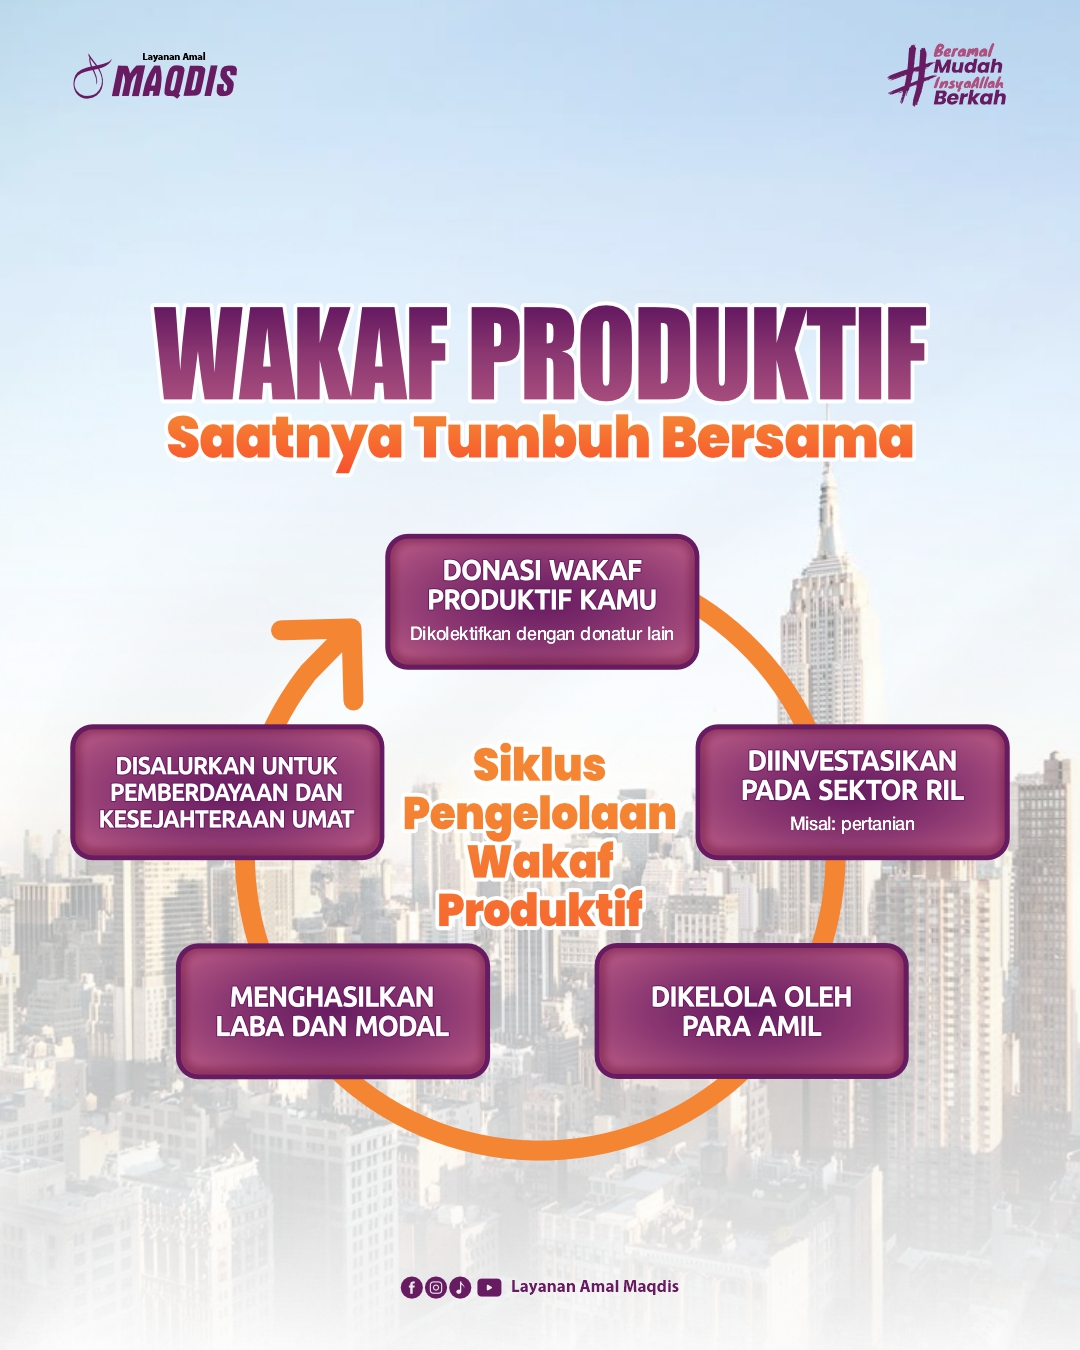 Layanan Amal
MAQDIS
#Beramal
Mudah
InsyaAllah
Berkah
WAKAF PRODUKTIF
Saatnya Tumbuh Bersama
DONASI WAKAF
PRODUKTIF KAMU
Dikolektifkan dengan donatur lain
DIINVESTASIKAN
PADA SEKTOR RIL
Misal: pertanian
DIKELOLA OLEH
PARA AMIL
MENGHASILKAN
LABA DAN MODAL
DISALURKAN UNTUK
PEMBERDAYAAN DAN
KESEJAHTERAAN UMAT
Siklus
Pengelolaan
Wakaf
Produktif
Layanan Amal Maqdis